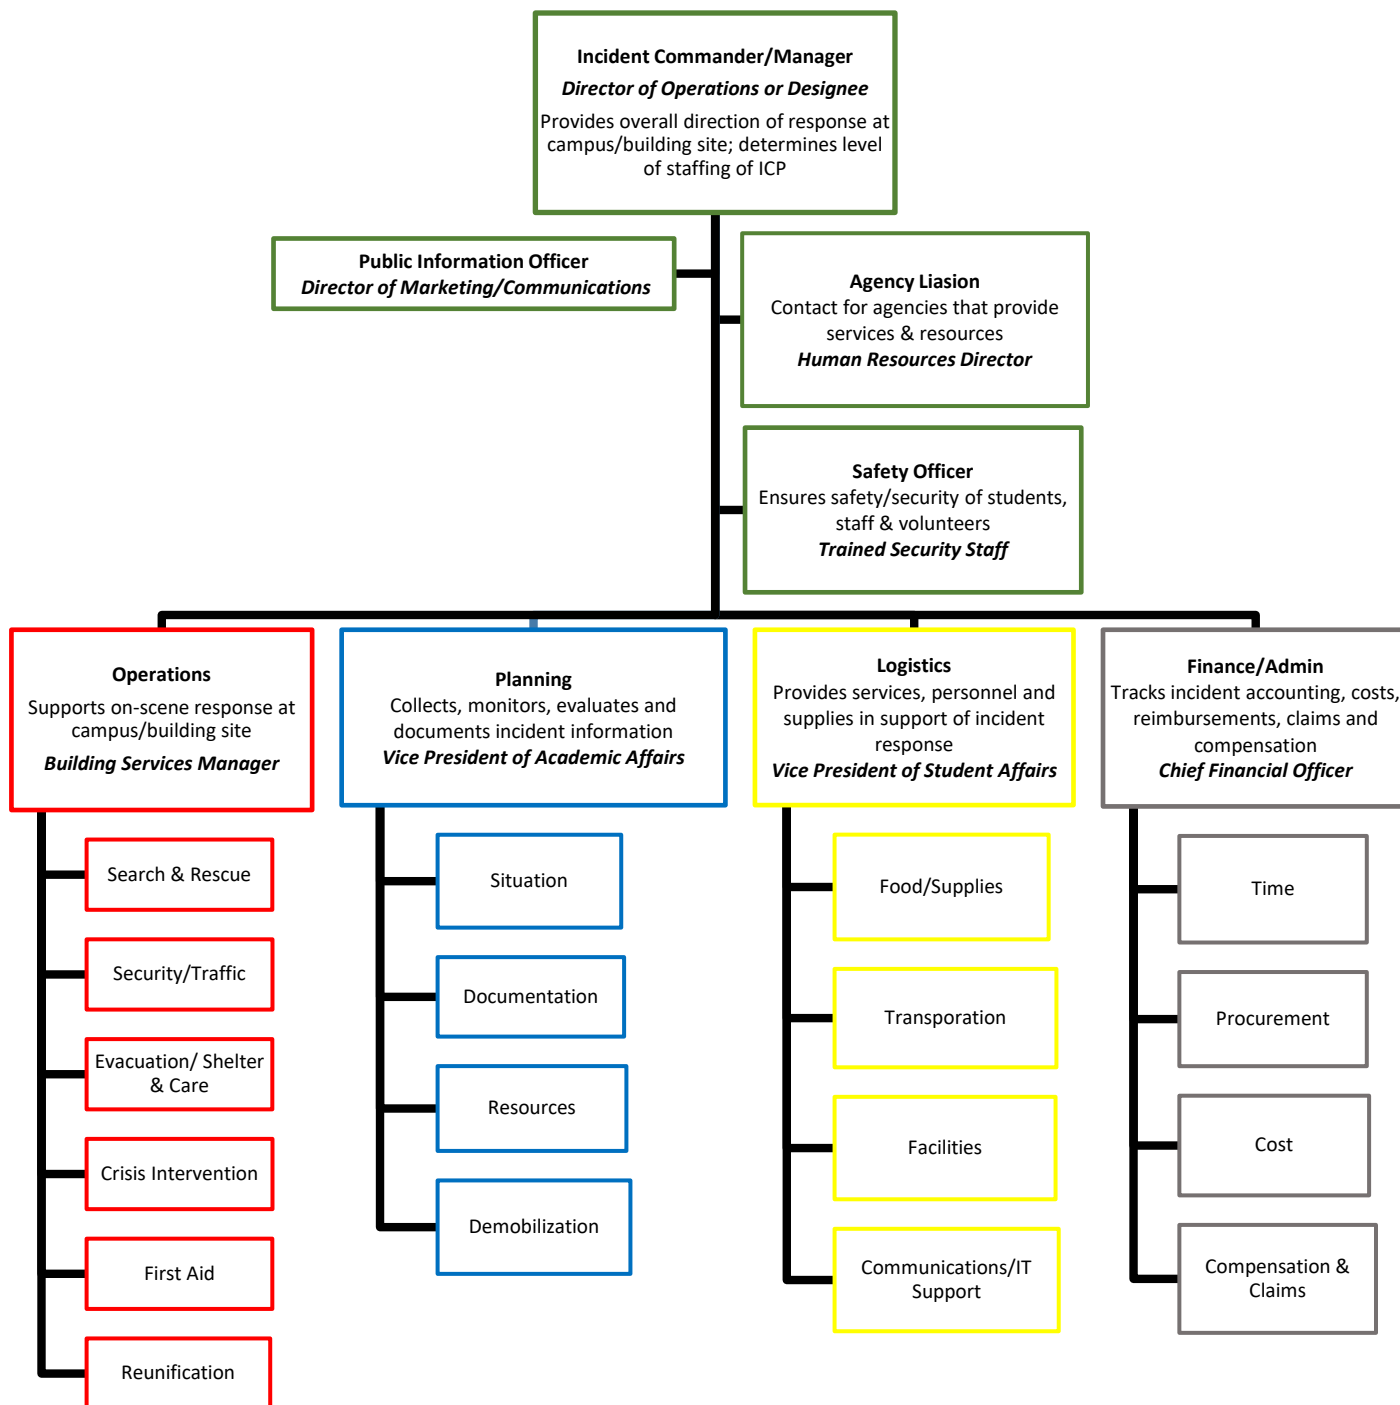 Incident Commander/Manager
Director of Operations or Designee
Provides overall direction of response at
campus/building site; determines level
of staffing of ICP
Public Information Officer
Director of Marketing/Communications
Agency Liasion
Contact for agencies that provide
services & resources
Human Resources Director
Safety Officer
Ensures safety/security of students,
staff & volunteers
Trained Security Staff
Operations
Supports on-scene response at
campus/building site
Building Services Manager
Search & Rescue
Security/Traffic
Evacuation/ Shelter
& Care
Crisis Intervention
First Aid
Reunification
Planning
Collects, monitors, evaluates and
documents incident information
Vice President of Academic Affairs
Situation
Documentation
Resources
Demobilization
Logistics
Provides services, personnel and
supplies in support of incident
response
Vice President of Student Affairs
Food/Supplies
Transporation
Facilities
Communications/IT
Support
Finance/Admin
Tracks incident accounting, costs,
reimbursements, claims and
compensation
Chief Financial Officer
Time
Procurement
Cost
Compensation &
Claims